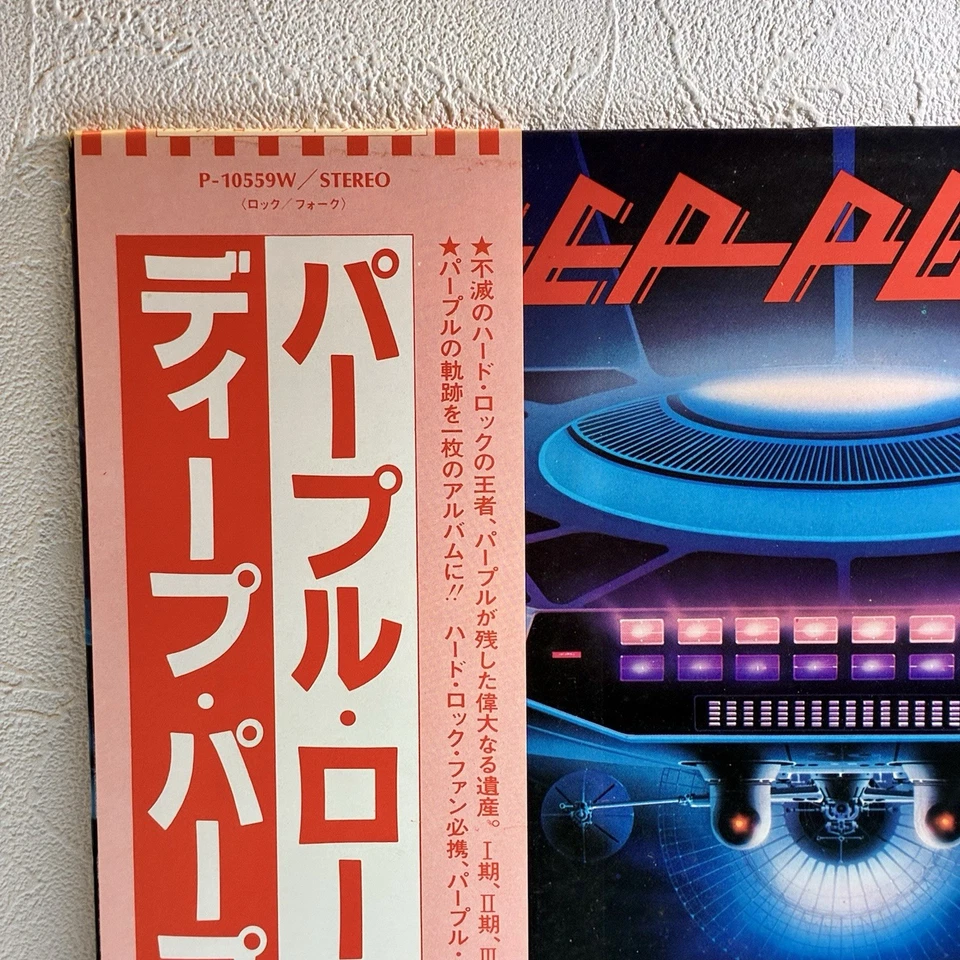 P-10559W／STEREO
〈ロック／フォーク〉
EP PU
★不滅のハード・ロックの王者、パープルが残した偉大なる遺産。Ⅰ期、Ⅱ期、Ⅲ
★パープルの軌跡を一枚のアルバムに!! ハード・ロック・ファン必携、パープル・
パープル・ロー
ディープ・パープ